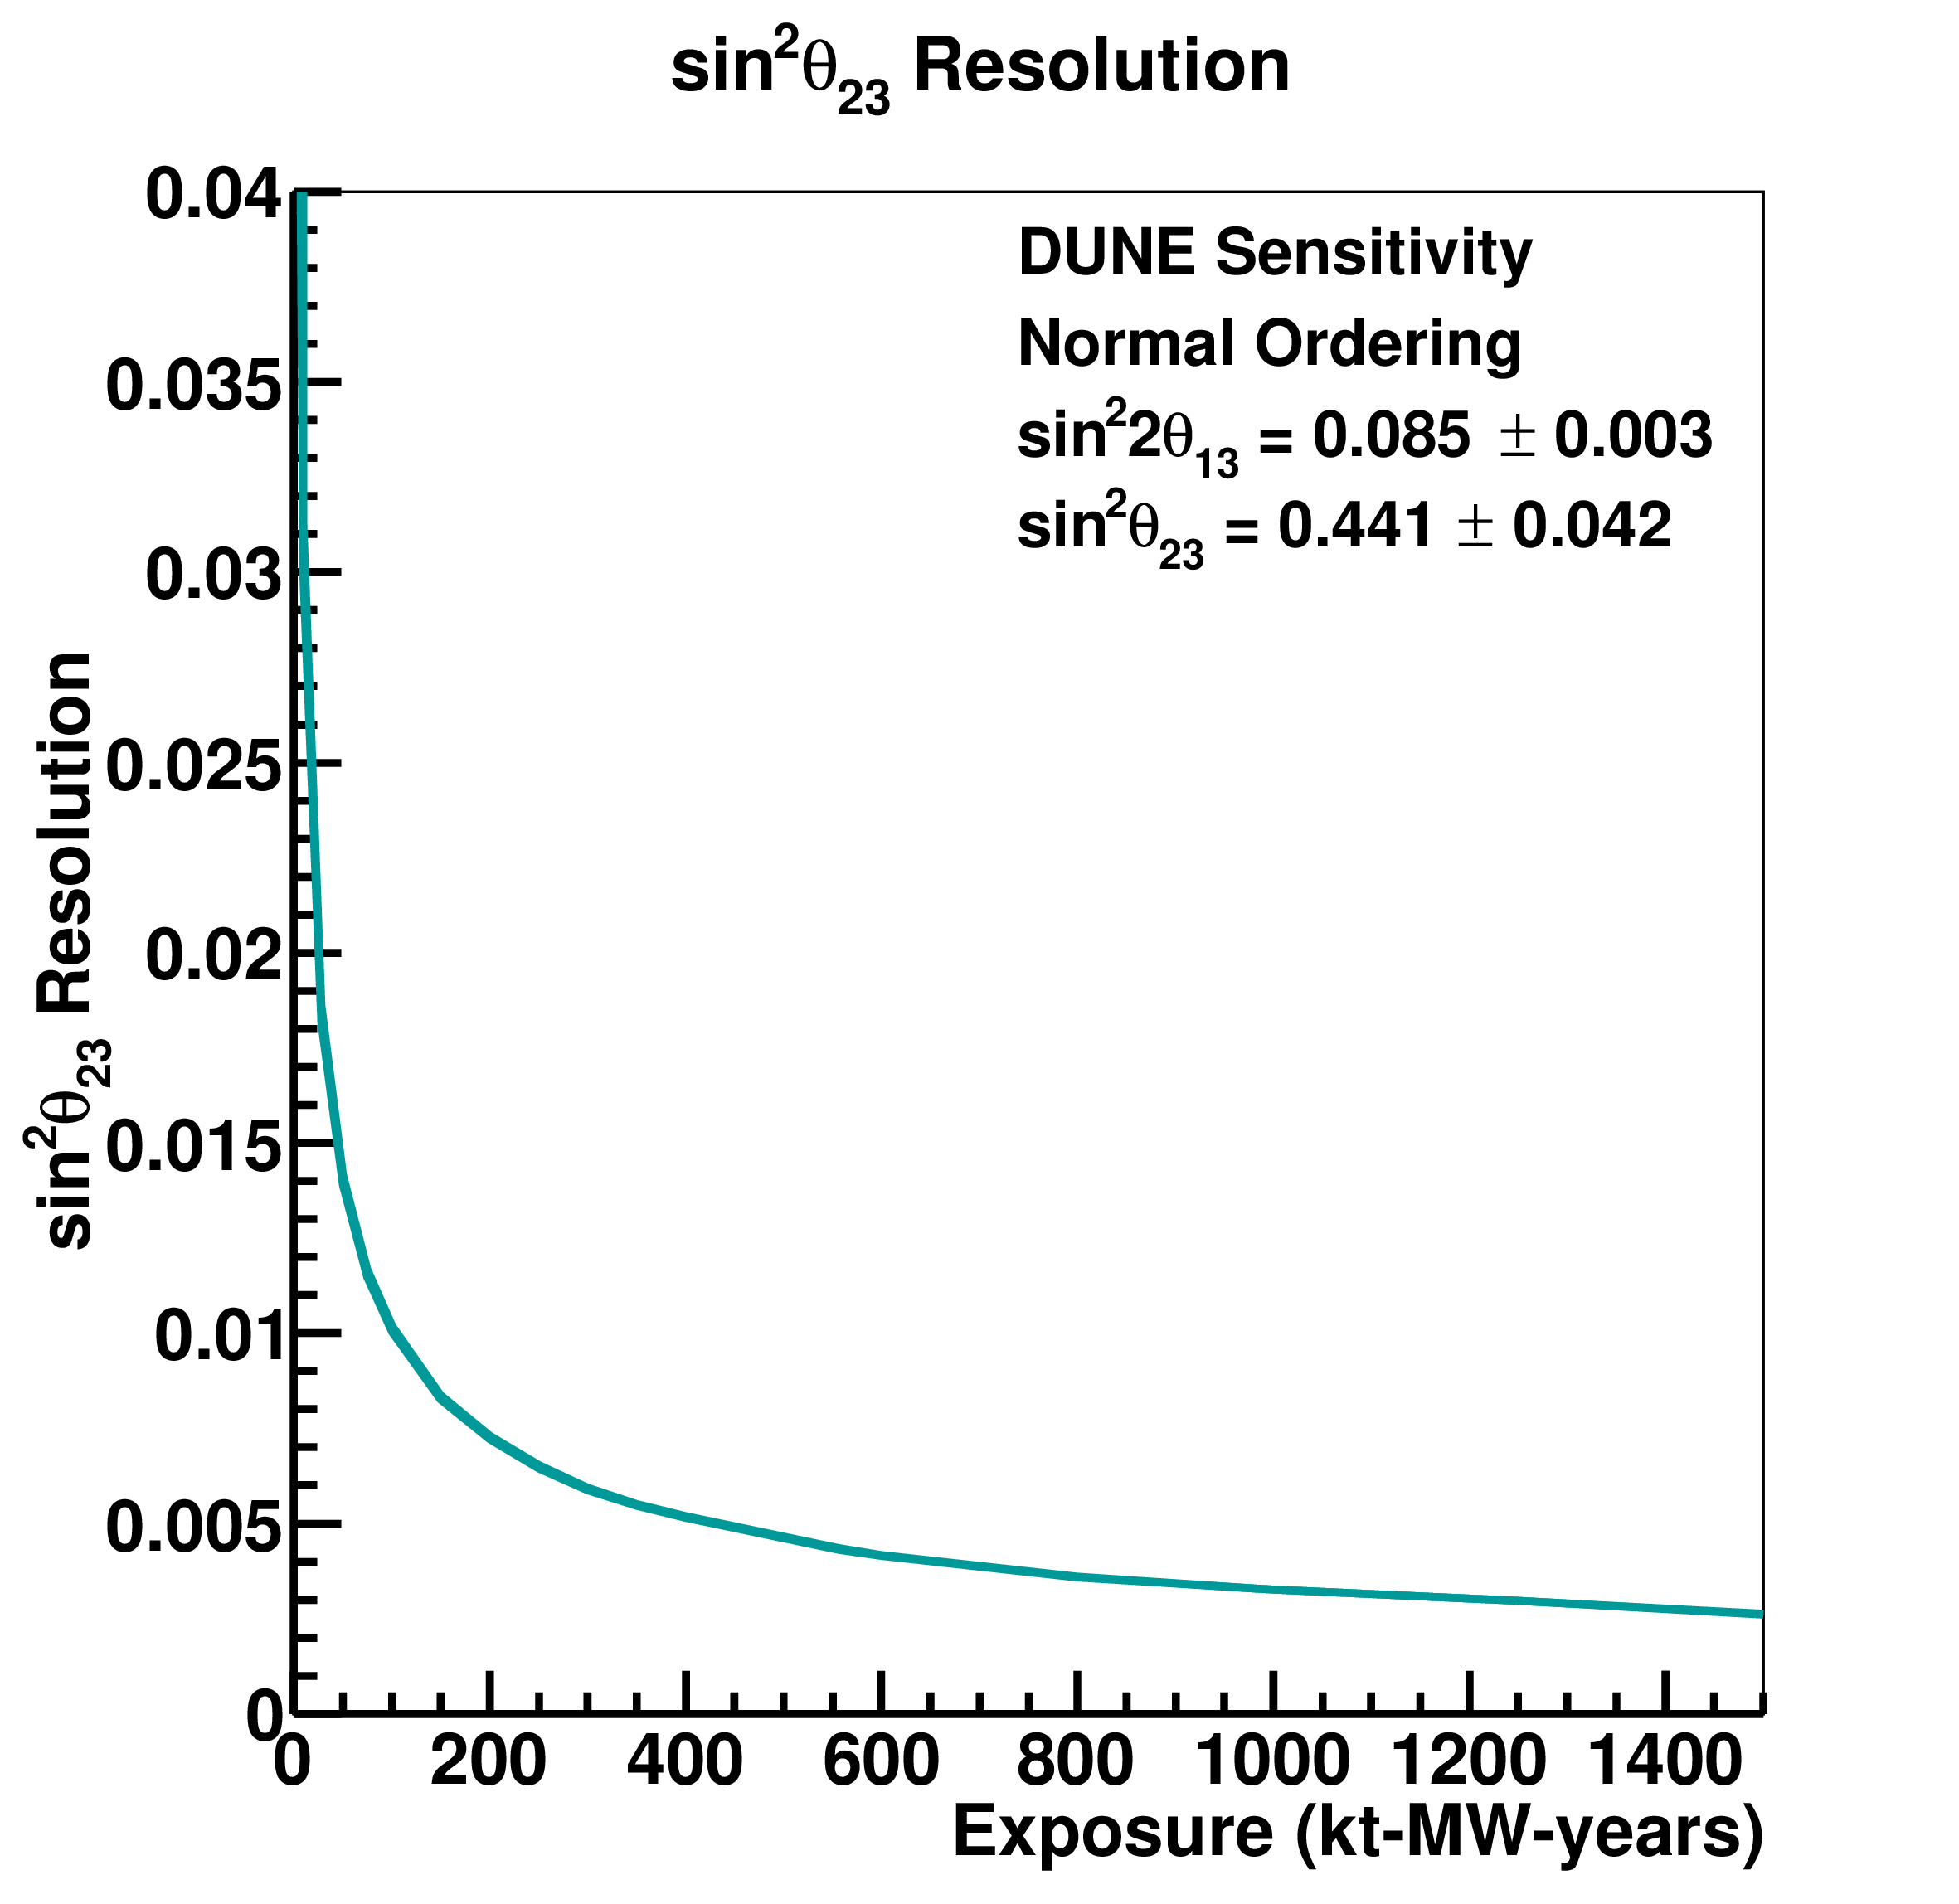 sin²θ₂₃ Resolution
0.04
0.035
0.03
0.025
0.02
0.015
0.01
0.005
0
sin²θ₂₃ Resolution
DUNE Sensitivity
Normal Ordering
sin²2θ₁₃ = 0.085 ± 0.003
sin²θ₂₃ = 0.441 ± 0.042
0 200 400 600 800 1000 1200 1400
Exposure (kt-MW-years)